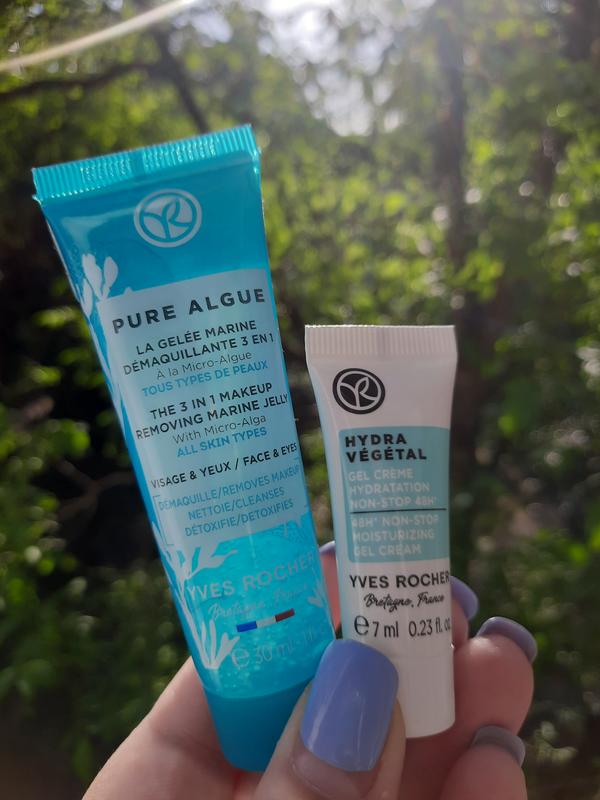 PURE ALGUE
LA GELÉE MARINE
DÉMAQUILLANTE 3 EN 1
À la Micro-Algue
TOUS TYPES DE PEAUX
THE 3 IN 1 MAKEUP
REMOVING MARINE JELLY
With Micro-Alga
ALL SKIN TYPES
VISAGE & YEUX / FACE & EYES
DÉMAQUILLE/REMOVES MAKEUP
NETTOIE/CLEANSES
DÉTOXIFIE/DETOXIFIES
YVES ROCHER
Bretagne, France
e 30 ml
HYDRA
VÉGÉTAL
GEL CRÈME
HYDRATATION
NON-STOP 48H*
48H* NON-STOP
MOISTURIZING
GEL CREAM
YVES ROCHER
Bretagne, France
e 7 ml 0.23 fl. oz